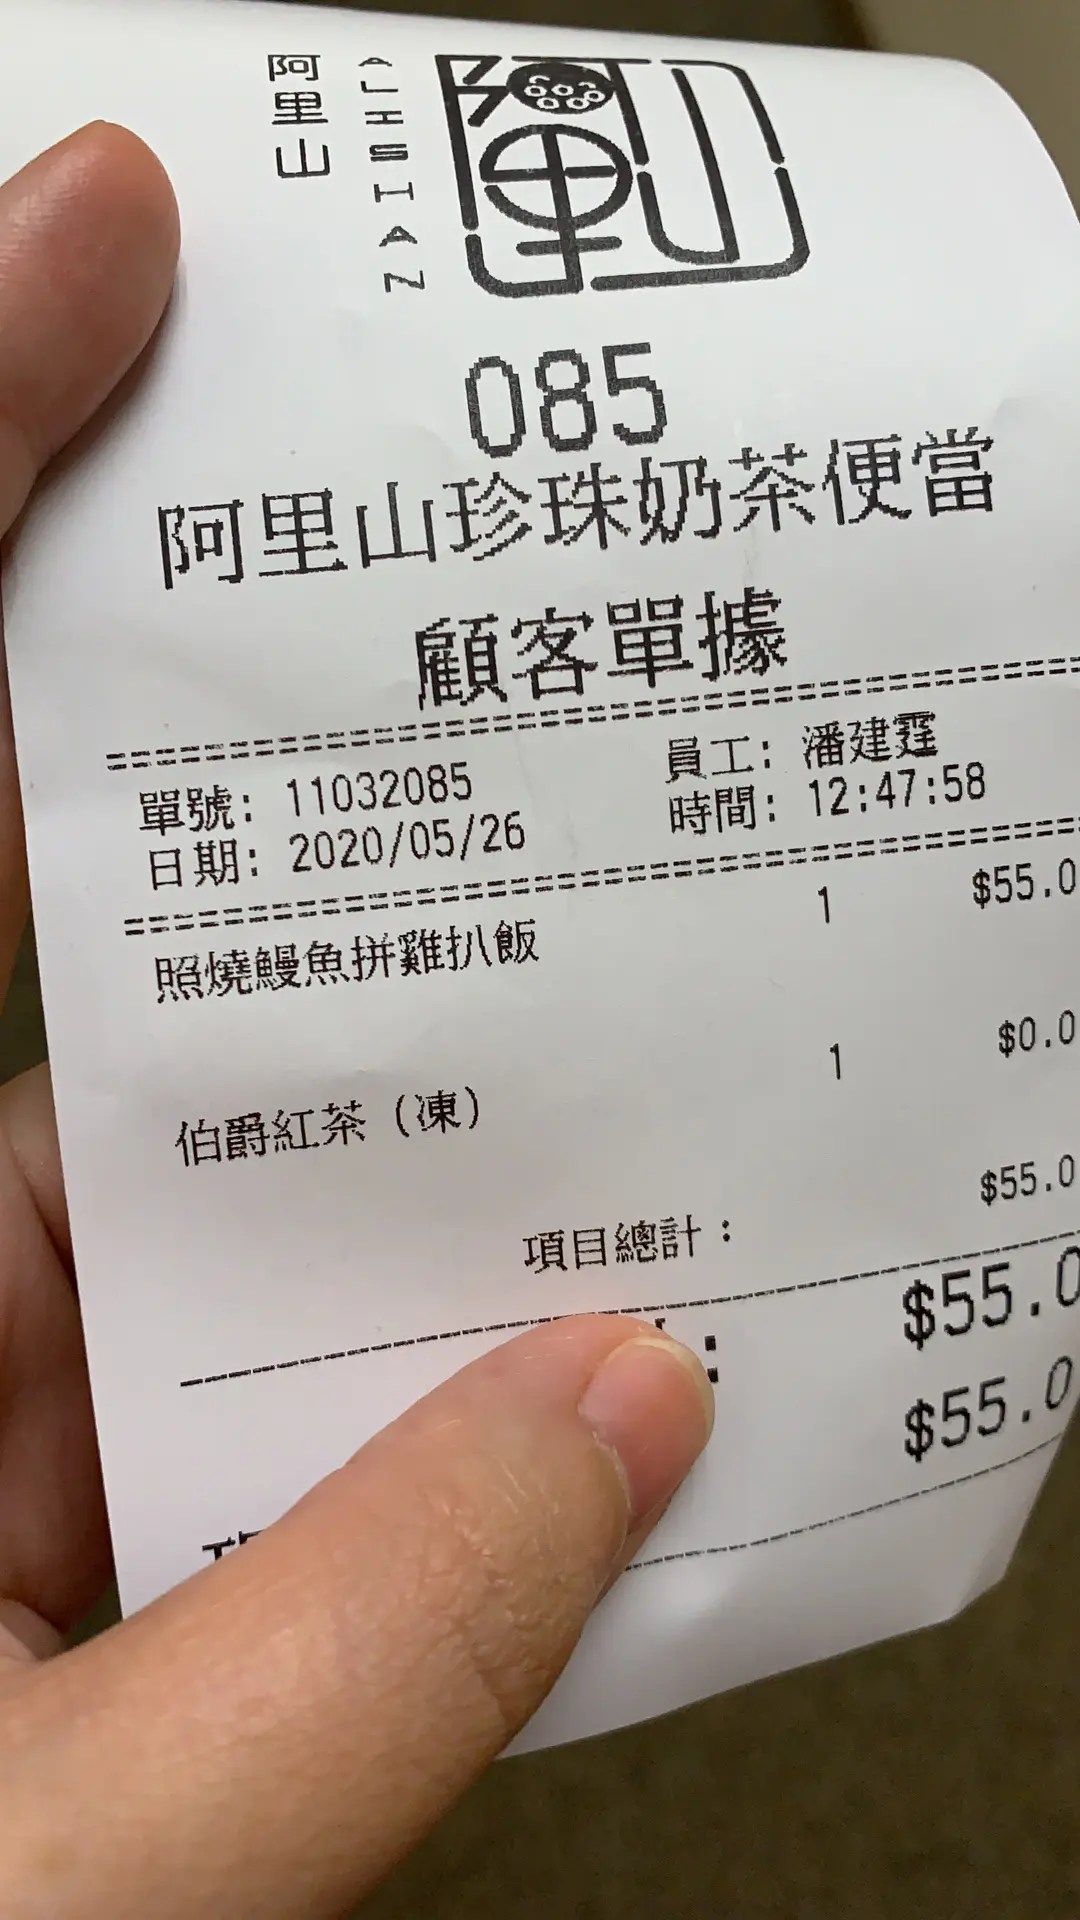 阿里山
ALISHAN
阿里山
085
阿里山珍珠奶茶便當
顧客單據
單號: 11032085 員工: 潘建霆
日期: 2020/05/26 時間: 12:47:58
照燒鰻魚拼雞扒飯 1 $55.0
伯爵紅茶 (凍) 1 $0.0
項目總計: $55.0
: $55.0
$55.0